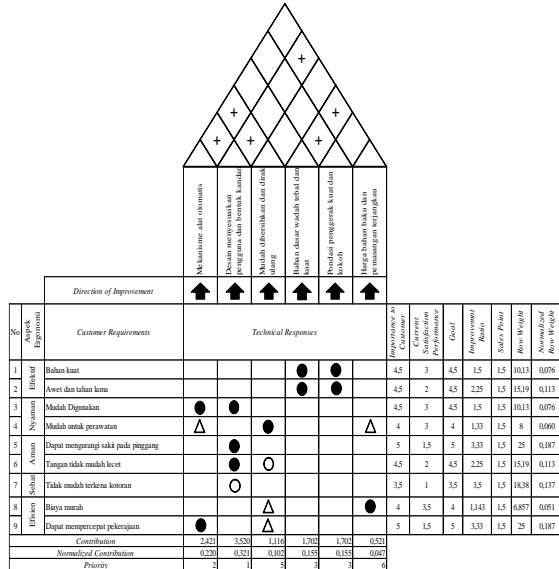 +
+ +
+ + +
Mekanisme alat otomatis
Desain menyesuaikan
pengguna dan bentuk kandan
Mudah dibersihkan dan dirak
ulang
Bahan dasar wadah tebal dan
kuat
Pondasi penggerak kuat dan
kokoh
Harga bahan baku dan
pemasangan terjangkau
Direction of Improvement
No Aspek Ergonomi Customer Requirements Technical Responses Importance to Customer Current Satisfaction Performance Goal Improvemnt Ratio Sales Point Row Weight Normalized Row Weight
Efektif
1 Bahan kuat 4,5 3 4,5 1,5 1,5 10,13 0,076
2 Awet dan tahan lama 4,5 2 4,5 2,25 1,5 15,19 0,113
Nyaman
3 Mudah Digunakan 4,5 3 4,5 1,5 1,5 10,13 0,076
4 Mudah untuk perawatan 4 3 4 1,33 1,5 8 0,060
Aman
5 Dapat mengurangi sakit pada pinggang 5 1,5 5 3,33 1,5 25 0,187
6 Tangan tidak mudah lecet 4,5 2 4,5 2,25 1,5 15,19 0,113
Sehat
7 Tidak mudah terkena kotoran 3,5 1 3,5 3,5 1,5 18,38 0,137
Efisien
8 Biaya murah 4 3,5 4 1,143 1,5 6,857 0,051
9 Dapat mempercepat pekerjaan 5 1,5 5 3,33 1,5 25 0,187
Contribution 2,421 3,520 1,116 1,702 1,702 0,521
Normalized Contribution 0,220 0,321 0,102 0,155 0,155 0,047
Priority 2 1 5 3 3 6